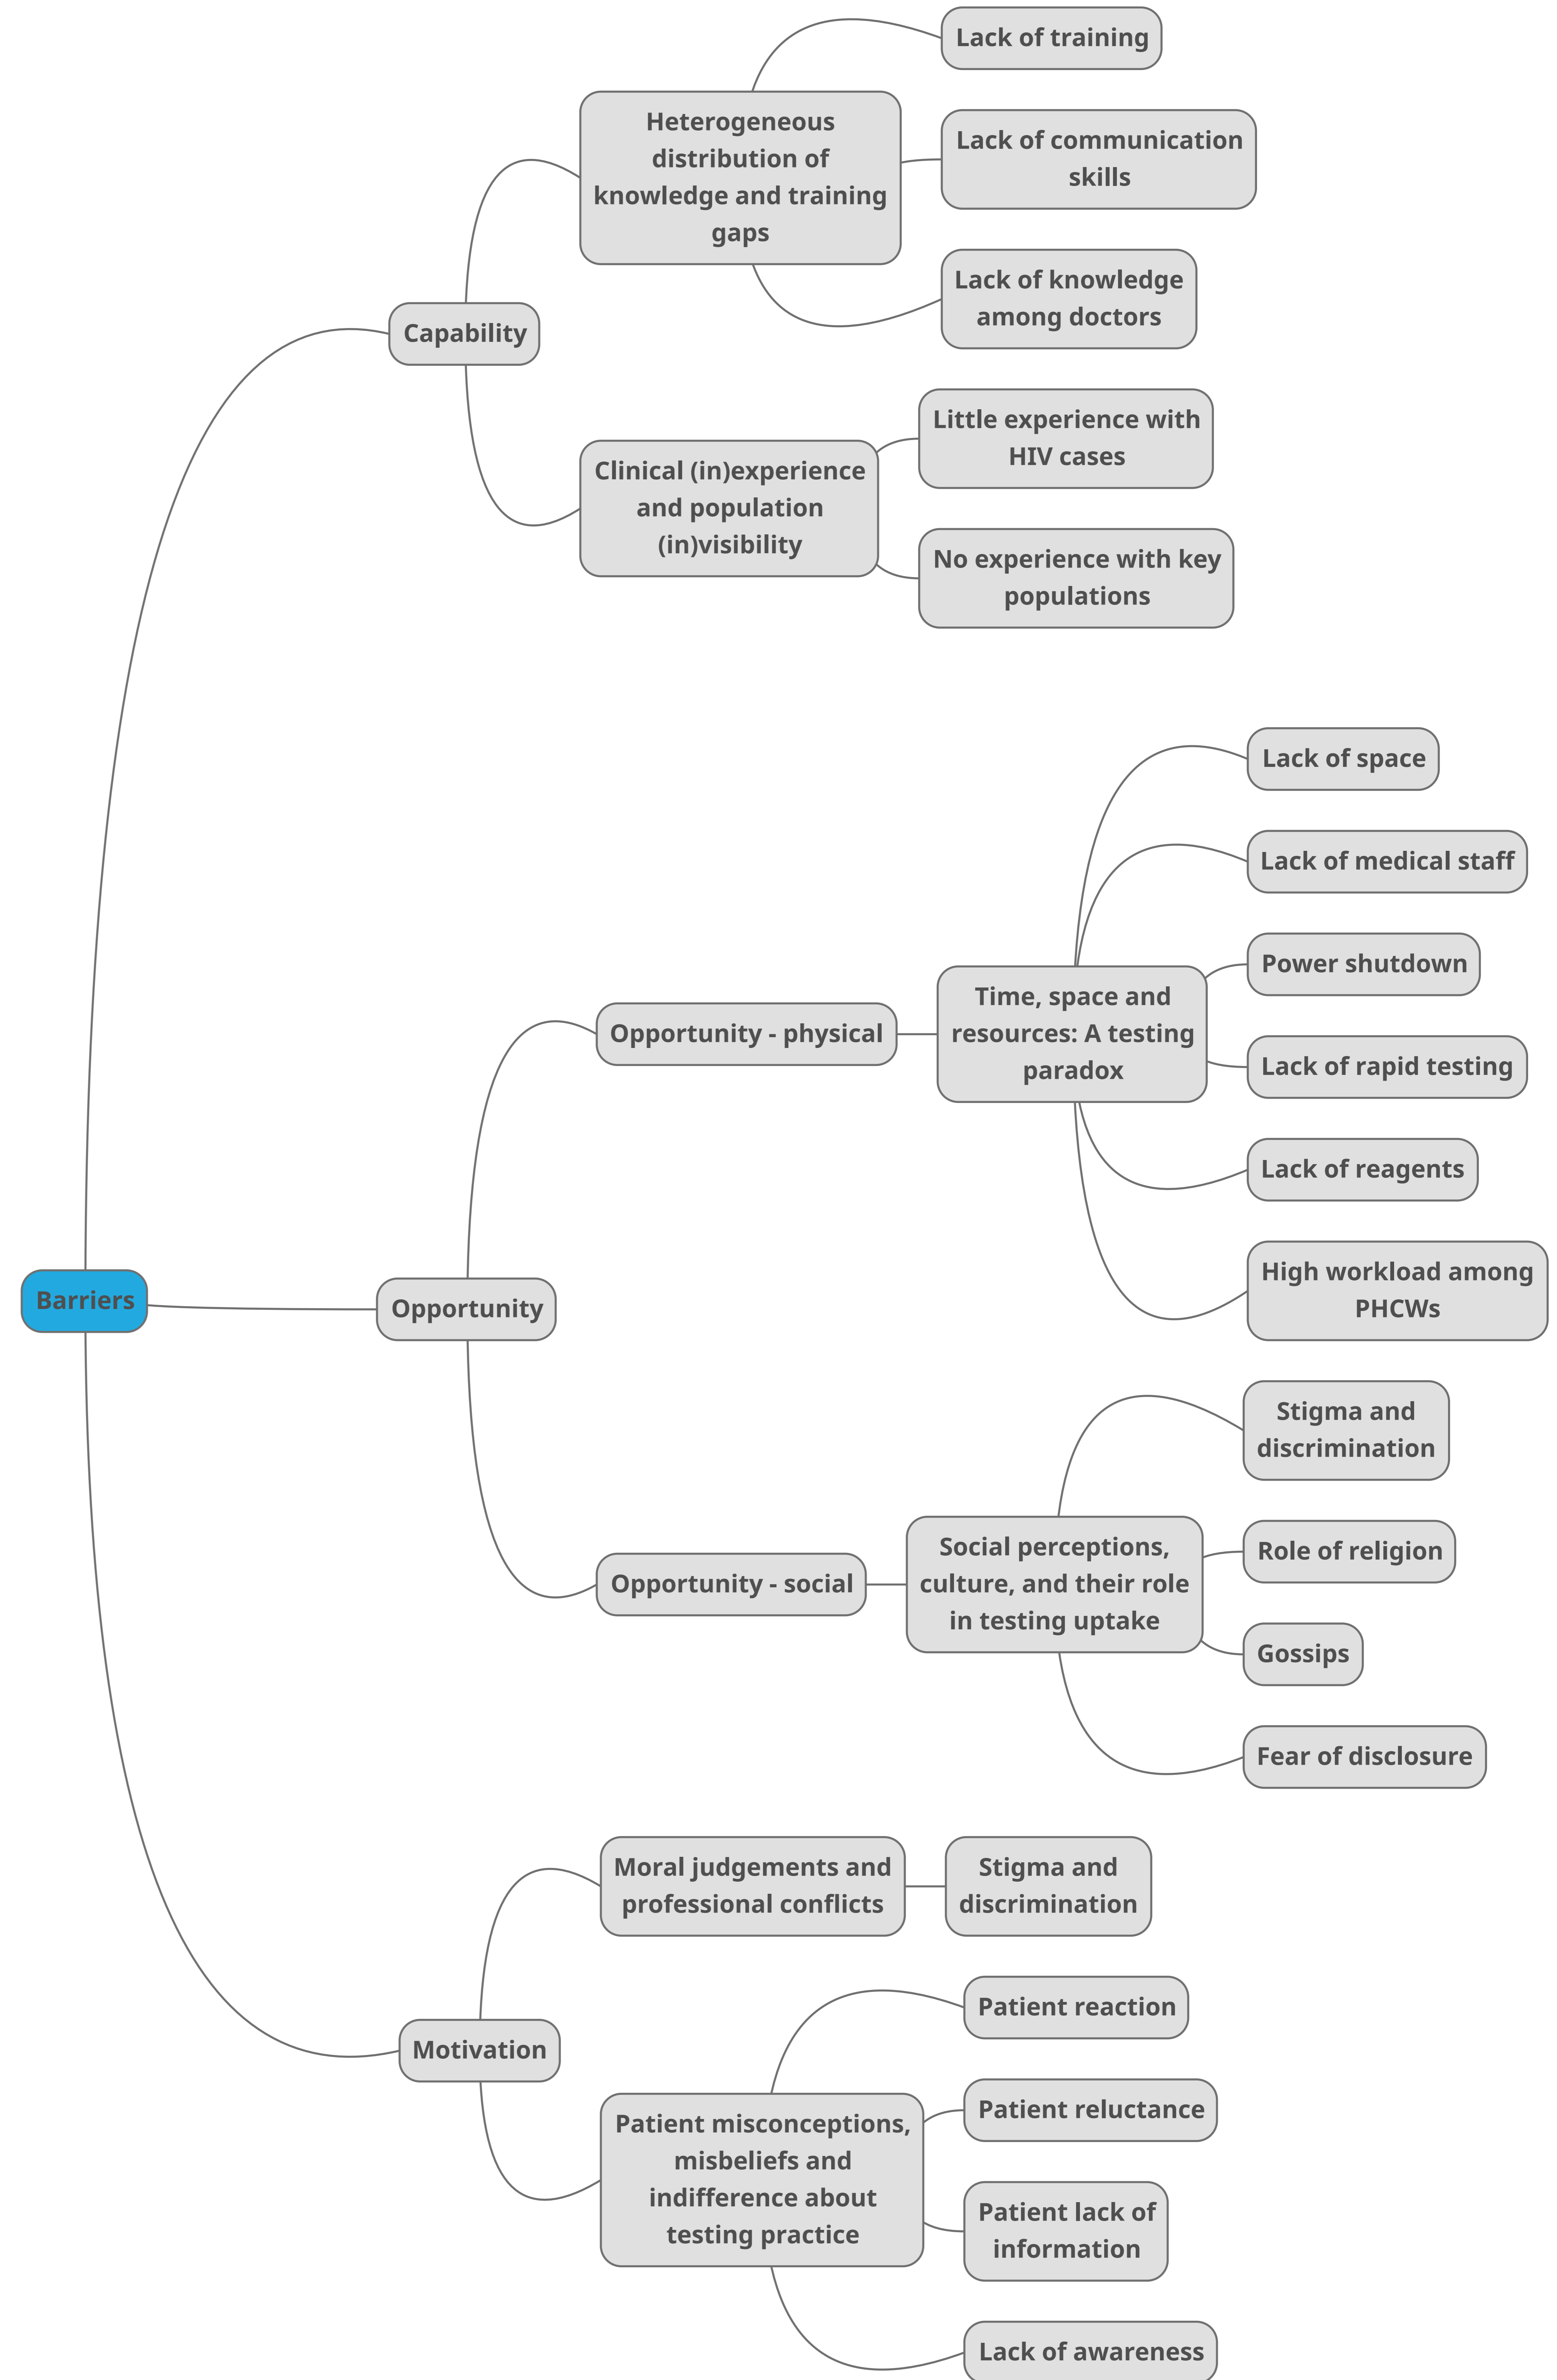 Lack of training
Heterogeneous
distribution of
knowledge and training
gaps
Lack of communication
skills
Lack of knowledge
among doctors
Capability
Little experience with
HIV cases
Clinical (in)experience
and population
(in)visibility
No experience with key
populations
Lack of space
Lack of medical staff
Power shutdown
Opportunity - physical
Time, space and
resources: A testing
paradox
Lack of rapid testing
Lack of reagents
High workload among
PHCWs
Barriers
Opportunity
Stigma and
discrimination
Opportunity - social
Social perceptions,
culture, and their role
in testing uptake
Role of religion
Gossips
Fear of disclosure
Moral judgements and
professional conflicts
Stigma and
discrimination
Motivation
Patient reaction
Patient misconceptions,
misbeliefs and
indifference about
testing practice
Patient reluctance
Patient lack of
information
Lack of awareness